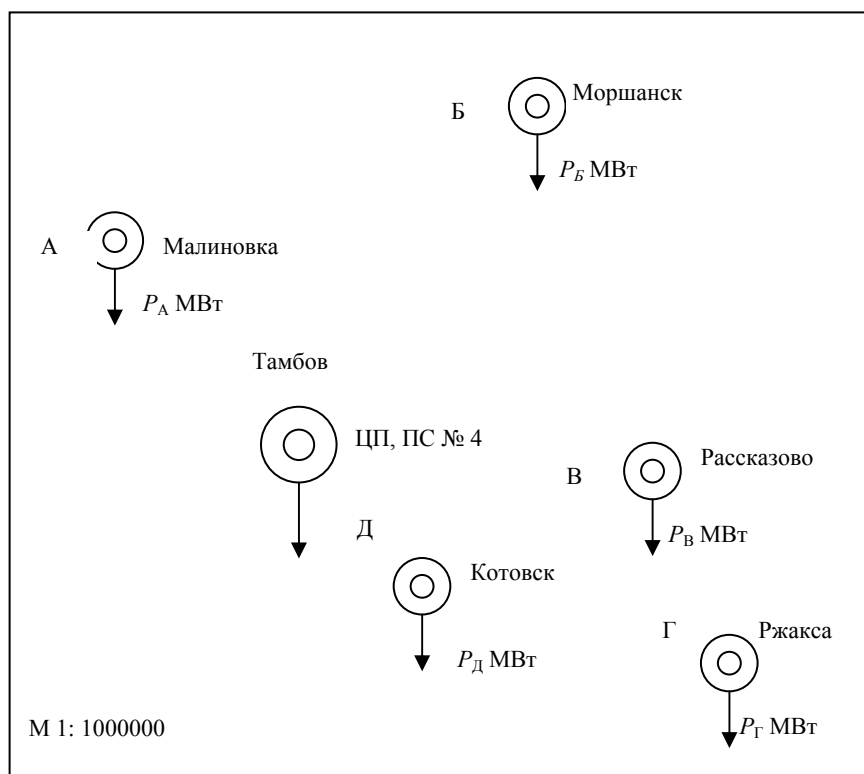 Моршанск
Б
P_Б МВт
А
Малиновка
P_А МВт
Тамбов
ЦП, ПС № 4
Рассказово
В
P_В МВт
Д
Котовск
P_Д МВт
Г
Ржакса
P_Г МВт
М 1: 1000000